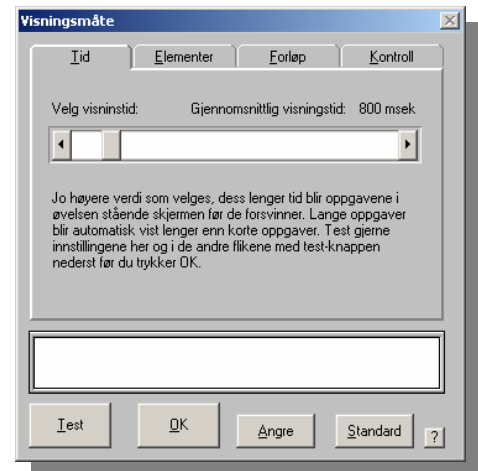 Visningsmåte
Tid Elementer Forløp Kontroll
Velg visninstid: Gjennomsnittlig visningstid: 800 msek
Jo høyere verdi som velges, dess lenger tid blir oppgavene i
øvelsen stående skjermen før de forsvinner. Lange oppgaver
blir automatisk vist lenger enn korte oppgaver. Test gjerne
innstillingene her og i de andre flikene med test-knappen
nederst før du trykker OK.
Test OK Angre Standard ?